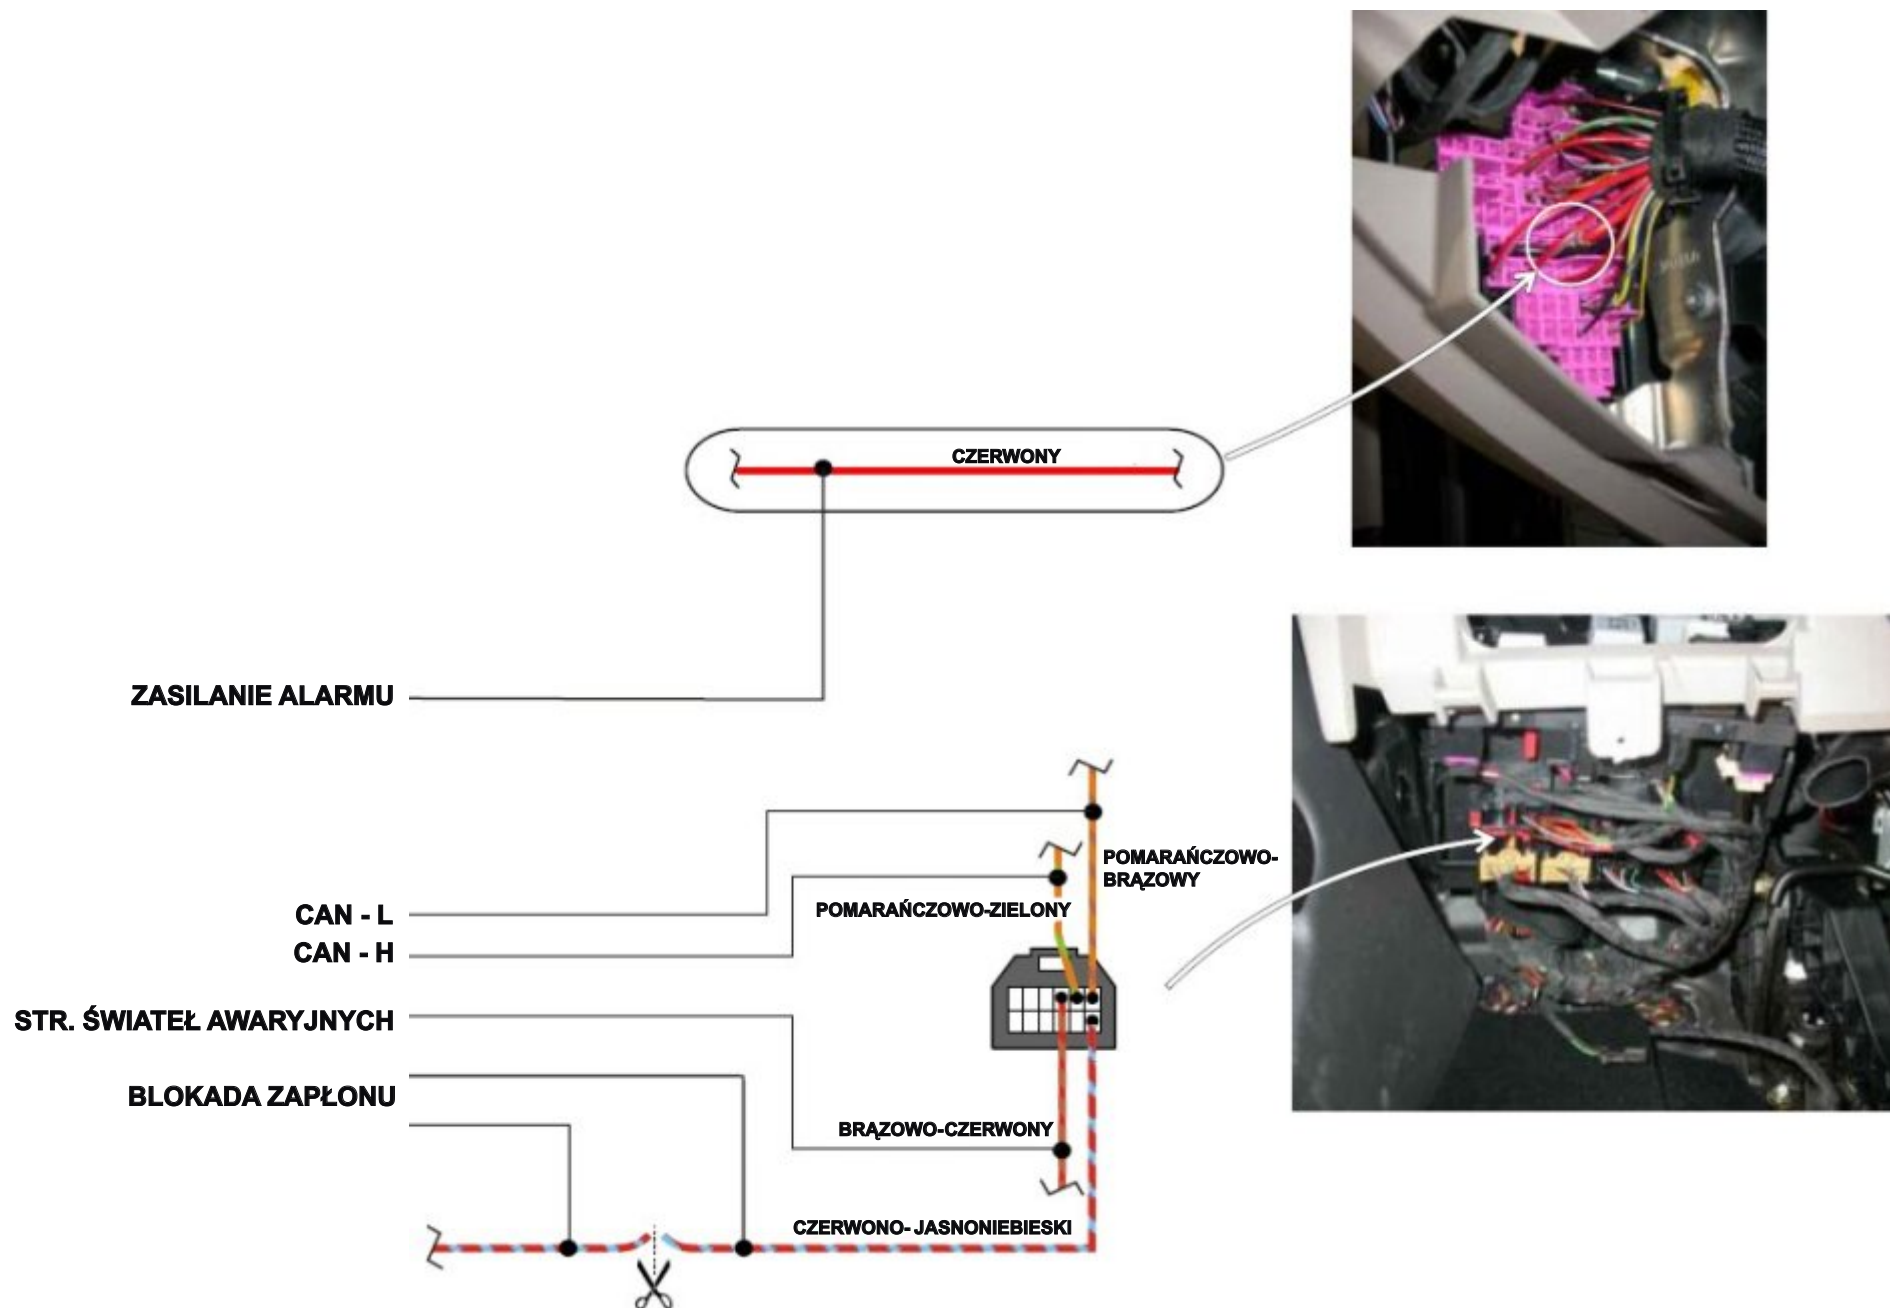 CZERWONY
ZASILANIE ALARMU
POMARAŃCZOWO-
BRĄZOWY
POMARAŃCZOWO-ZIELONY
CAN - L
CAN - H
STR. ŚWIATEŁ AWARYJNYCH
BLOKADA ZAPŁONU
BRĄZOWO-CZERWONY
CZERWONO- JASNONIEBIESKI